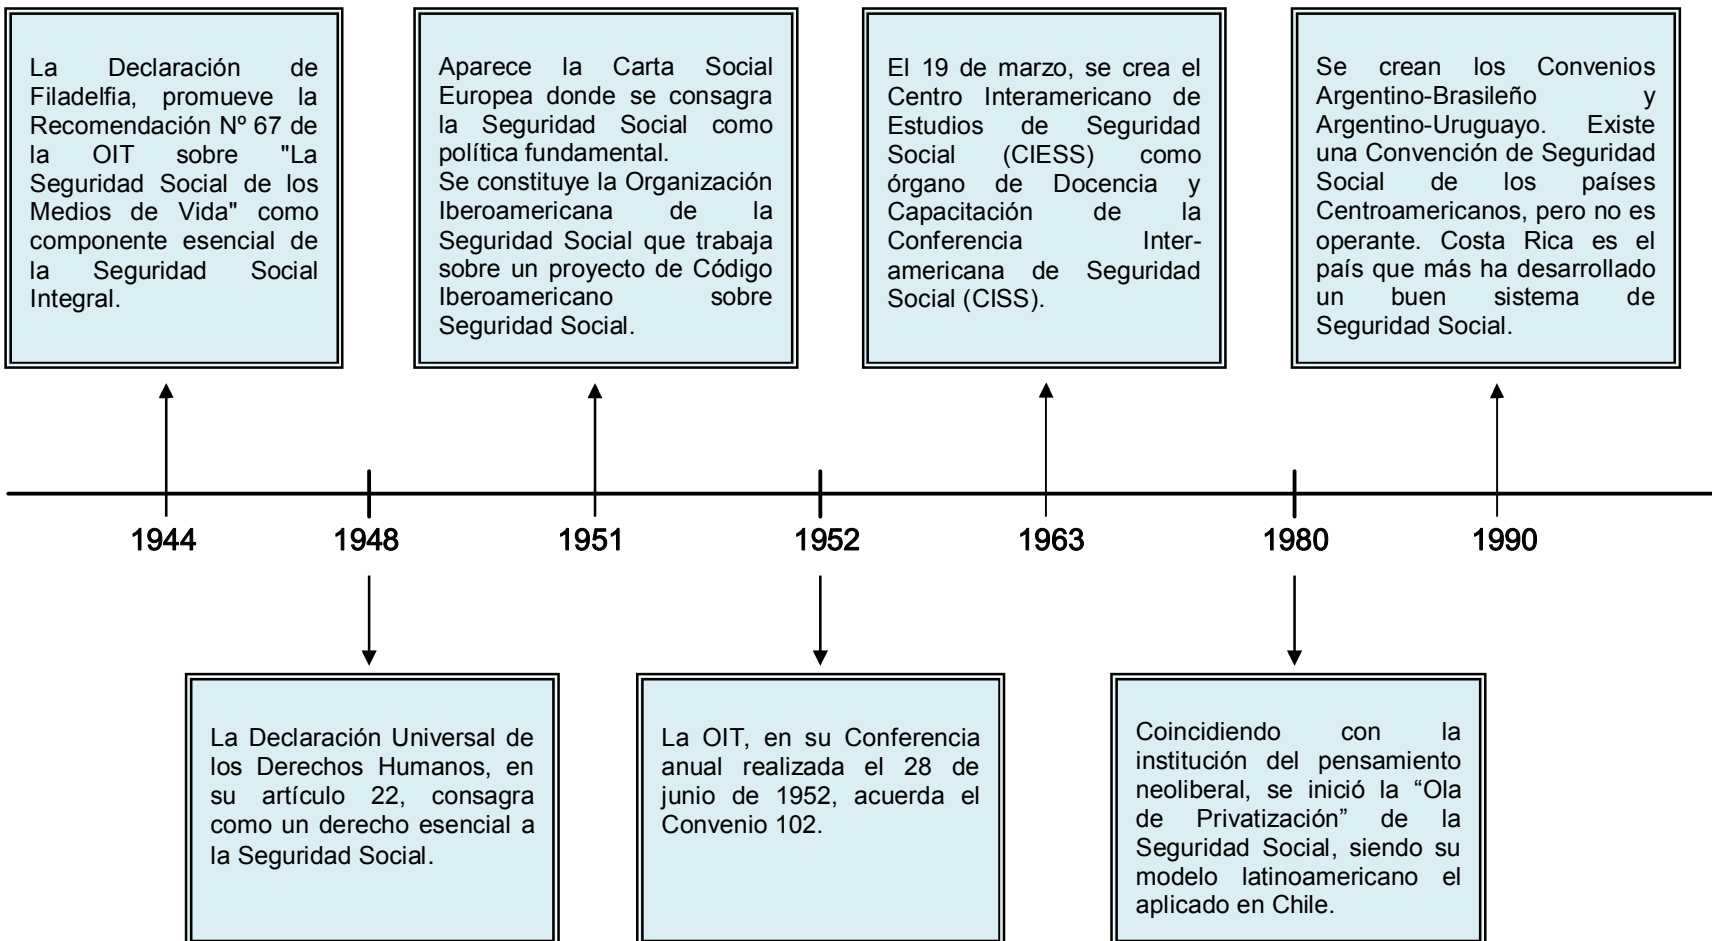 La Declaración de
Filadelfia, promueve la
Recomendación Nº 67 de
la OIT sobre "La
Seguridad Social de los
Medios de Vida" como
componente esencial de
la Seguridad Social
Integral.
Aparece la Carta Social
Europea donde se consagra
la Seguridad Social como
política fundamental.
Se constituye la Organización
Iberoamericana de la
Seguridad Social que trabaja
sobre un proyecto de Código
Iberoamericano sobre
Seguridad Social.
El 19 de marzo, se crea el
Centro Interamericano de
Estudios de Seguridad
Social (CIESS) como
órgano de Docencia y
Capacitación de la
Conferencia Inter-
americana de Seguridad
Social (CISS).
Se crean los Convenios
Argentino-Brasileño y
Argentino-Uruguayo. Existe
una Convención de Seguridad
Social de los países
Centroamericanos, pero no es
operante. Costa Rica es el
país que más ha desarrollado
un buen sistema de
Seguridad Social.
1944 1948 1951 1952 1963 1980 1990
La Declaración Universal de
los Derechos Humanos, en
su artículo 22, consagra
como un derecho esencial a
la Seguridad Social.
La OIT, en su Conferencia
anual realizada el 28 de
junio de 1952, acuerda el
Convenio 102.
Coincidiendo con la
institución del pensamiento
neoliberal, se inició la “Ola
de Privatización” de la
Seguridad Social, siendo su
modelo latinoamericano el
aplicado en Chile.